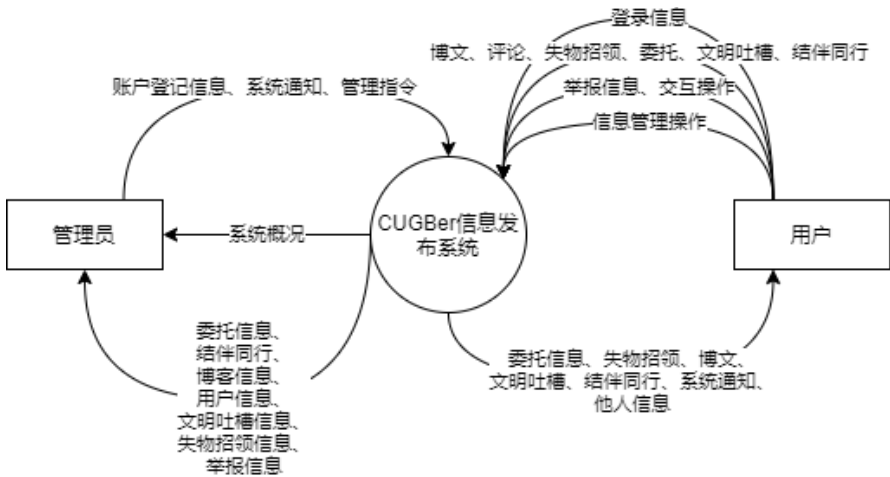 登录信息
博文、评论、失物招领、委托、文明吐槽、结伴同行
账户登记信息、系统通知、管理指令
举报信息、交互操作
信息管理操作
管理员
系统概况
CUGBer信息发
布系统
用户
委托信息、
结伴同行、
博客信息、
用户信息、
文明吐槽信息、
失物招领信息、
举报信息
委托信息、失物招领、博文、
文明吐槽、结伴同行、系统通知、
他人信息